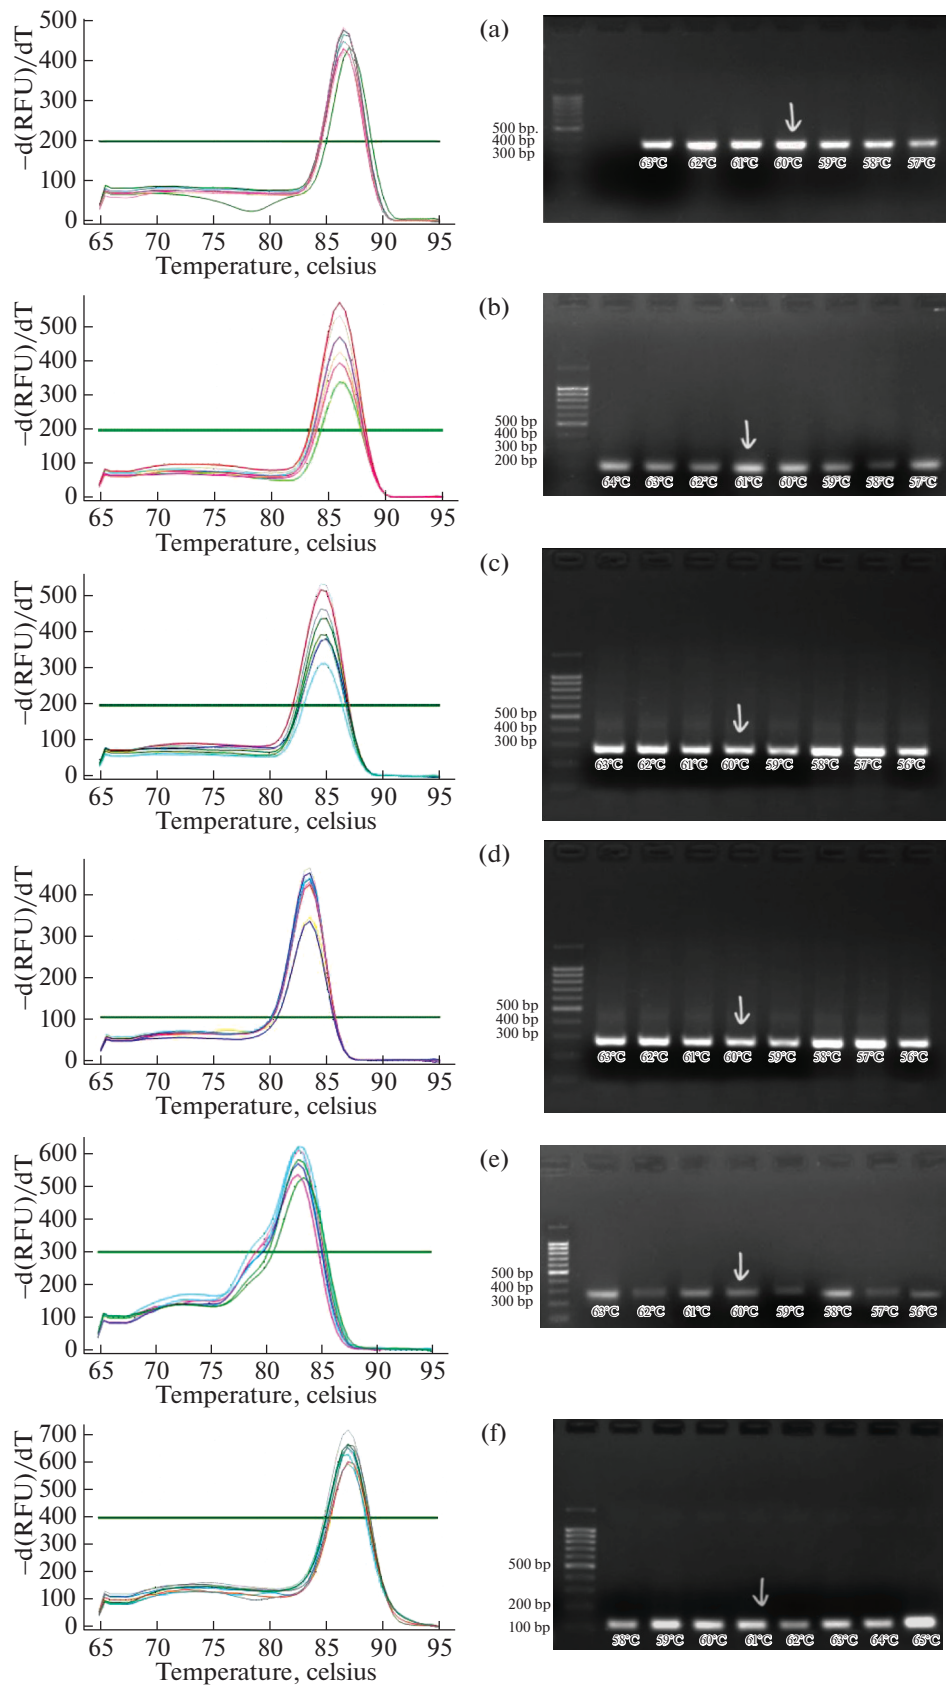 (a)
500
400
300
200
100
0
−d(RFU)/dT
65 70 75 80 85 90 95
Temperature, celsius
500 bp.
400 bp
300 bp
63°C 62°C 61°C 60°C 59°C 58°C 57°C
(b)
500
400
300
200
100
0
−d(RFU)/dT
65 70 75 80 85 90 95
Temperature, celsius
500 bp
400 bp
300 bp
200 bp
64°C 63°C 62°C 61°C 60°C 59°C 58°C 57°C
(c)
500
400
300
200
100
0
−d(RFU)/dT
65 70 75 80 85 90 95
Temperature, celsius
500 bp
400 bp
300 bp
63°C 62°C 61°C 60°C 59°C 58°C 57°C 56°C
(d)
400
300
200
100
0
−d(RFU)/dT
65 70 75 80 85 90 95
Temperature, celsius
500 bp
400 bp
300 bp
63°C 62°C 61°C 60°C 59°C 58°C 57°C 56°C
(e)
600
500
400
300
200
100
0
−d(RFU)/dT
65 70 75 80 85 90 95
Temperature, celsius
500 bp
400 bp
300 bp
63°C 62°C 61°C 60°C 59°C 58°C 57°C 56°C
(f)
700
600
500
400
300
200
100
0
−d(RFU)/dT
65 70 75 80 85 90 95
Temperature, celsius
500 bp
200 bp
100 bp
58°C 59°C 60°C 61°C 62°C 63°C 64°C 65°C